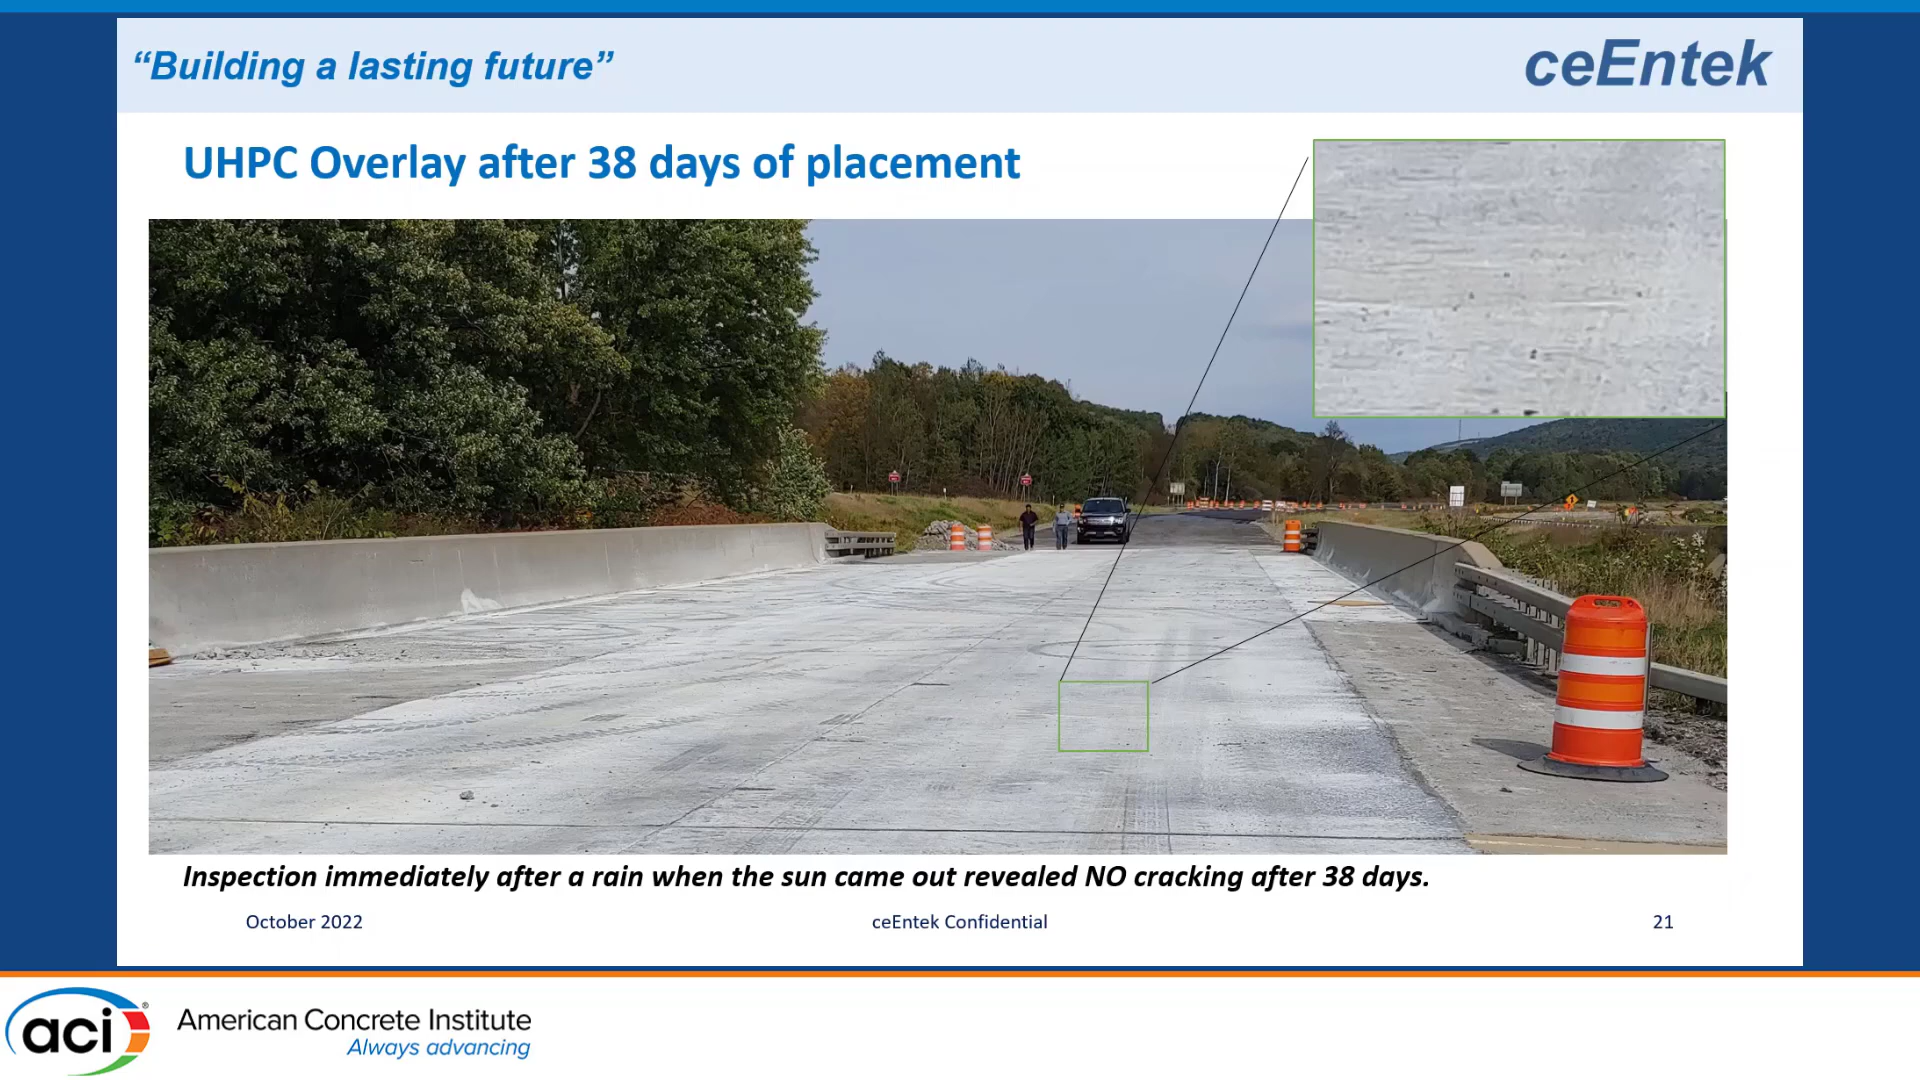 “Building a lasting future”
ceEntek
UHPC Overlay after 38 days of placement
Inspection immediately after a rain when the sun came out revealed NO cracking after 38 days.
October 2022
ceEntek Confidential
21
aci®
American Concrete Institute
Always advancing